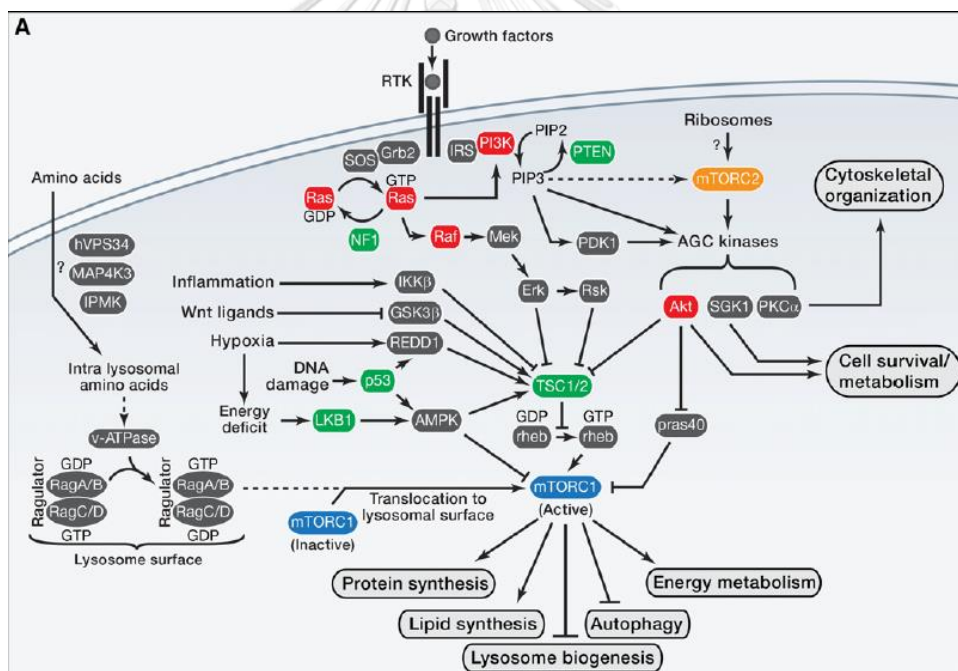 A
Growth factors
RTK
Ribosomes
?
Amino acids
SOS
Grb2
IRS
PI3K
PIP2
PTEN
PIP3
mTORC2
Cytoskeletal
organization
GTP
Ras
Ras
GDP
NF1
Raf
Mek
PDK1
AGC kinases
hVPS34
?
MAP4K3
IPMK
Inflammation
IKKβ
Erk
Rsk
Akt
SGK1
PKCα
Wnt ligands
GSK3β
Hypoxia
REDD1
Cell survival/
metabolism
DNA
damage
p53
TSC1/2
Intra lysosomal
amino acids
Energy
deficit
LKB1
AMPK
GDP
GTP
rheb
rheb
pras40
v-ATPase
Ragulator
GDP
RagA/B
RagC/D
GTP
Ragulator
GTP
RagA/B
RagC/D
GDP
Lysosome surface
Translocation to
lysosomal surface
mTORC1
(Inactive)
mTORC1
(Active)
Protein synthesis
Energy metabolism
Lipid synthesis
Autophagy
Lysosome biogenesis